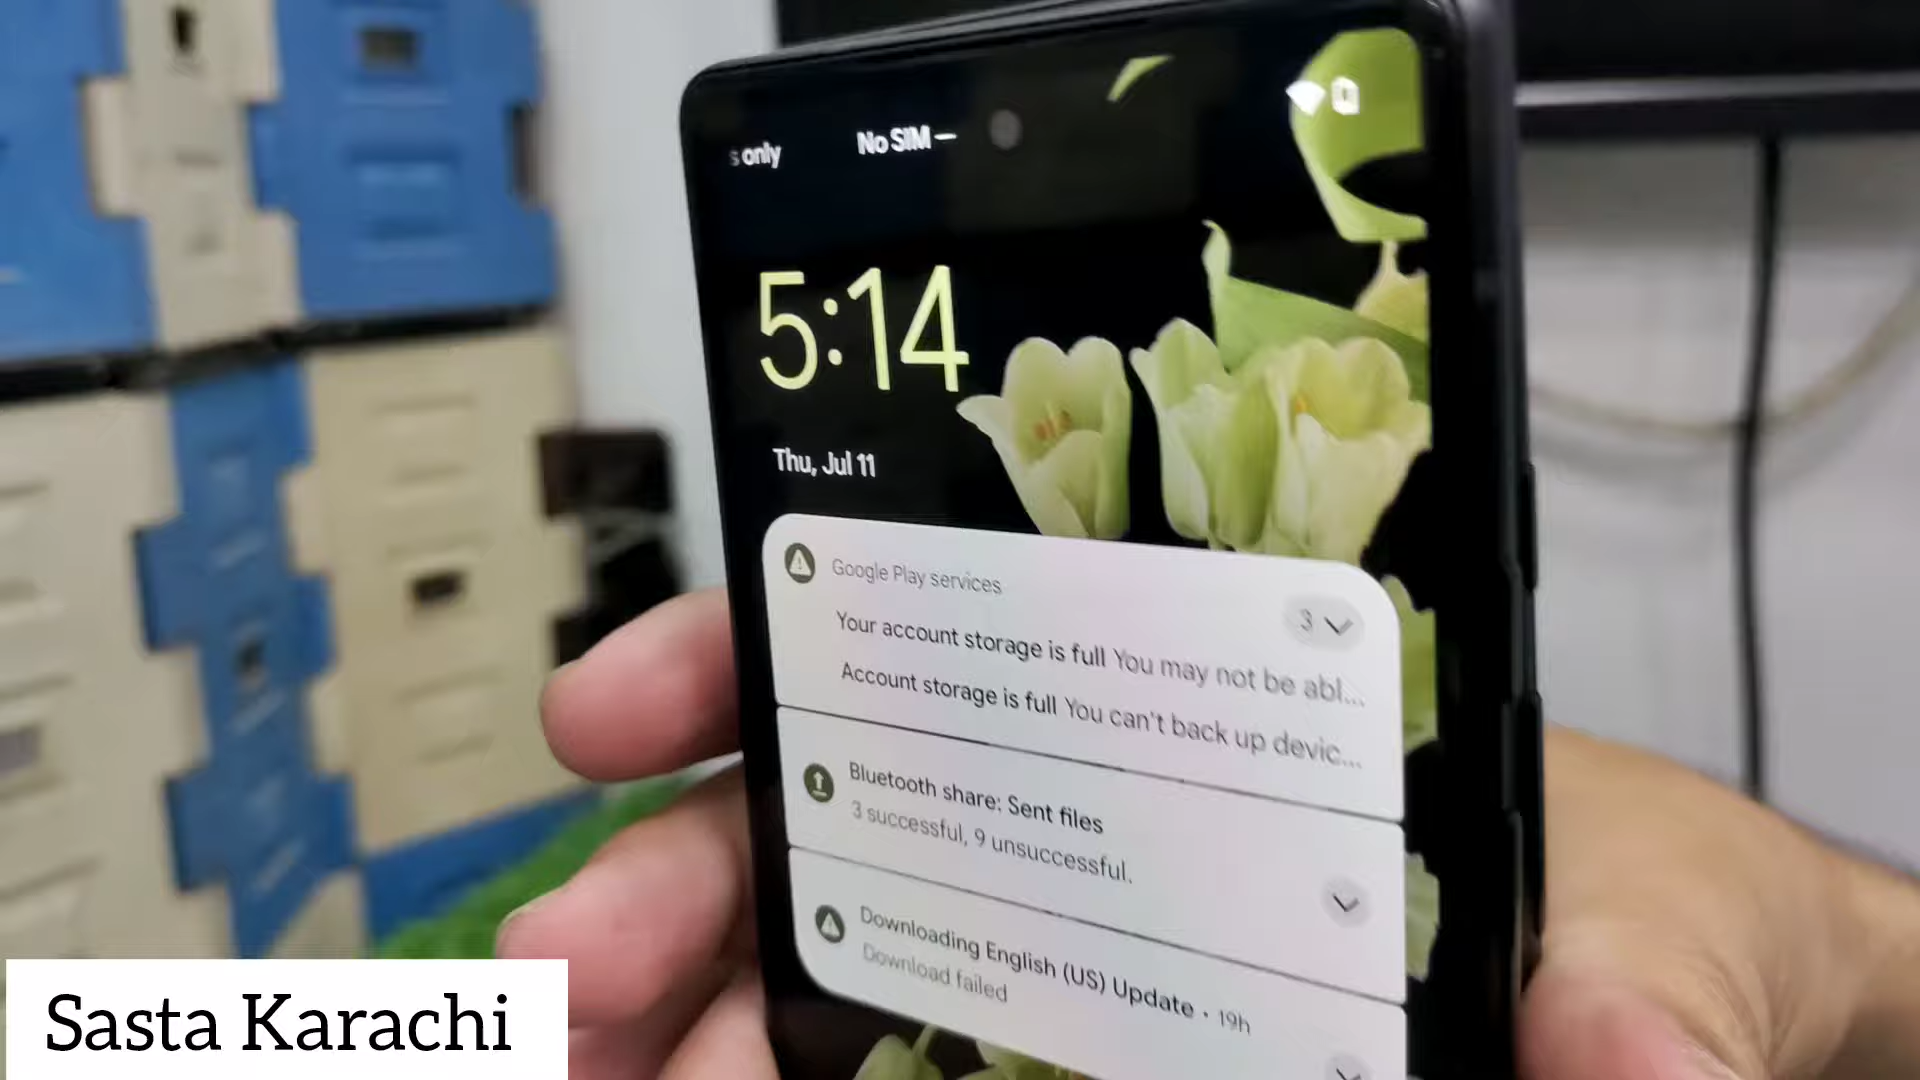 s only No SIM —
5:14
Thu, Jul 11
Google Play services
3
Your account storage is full You may not be abl...
Account storage is full You can't back up devic...
Bluetooth share: Sent files
3 successful, 9 unsuccessful.
Downloading English (US) Update • 19h
Download failed
Sasta Karachi